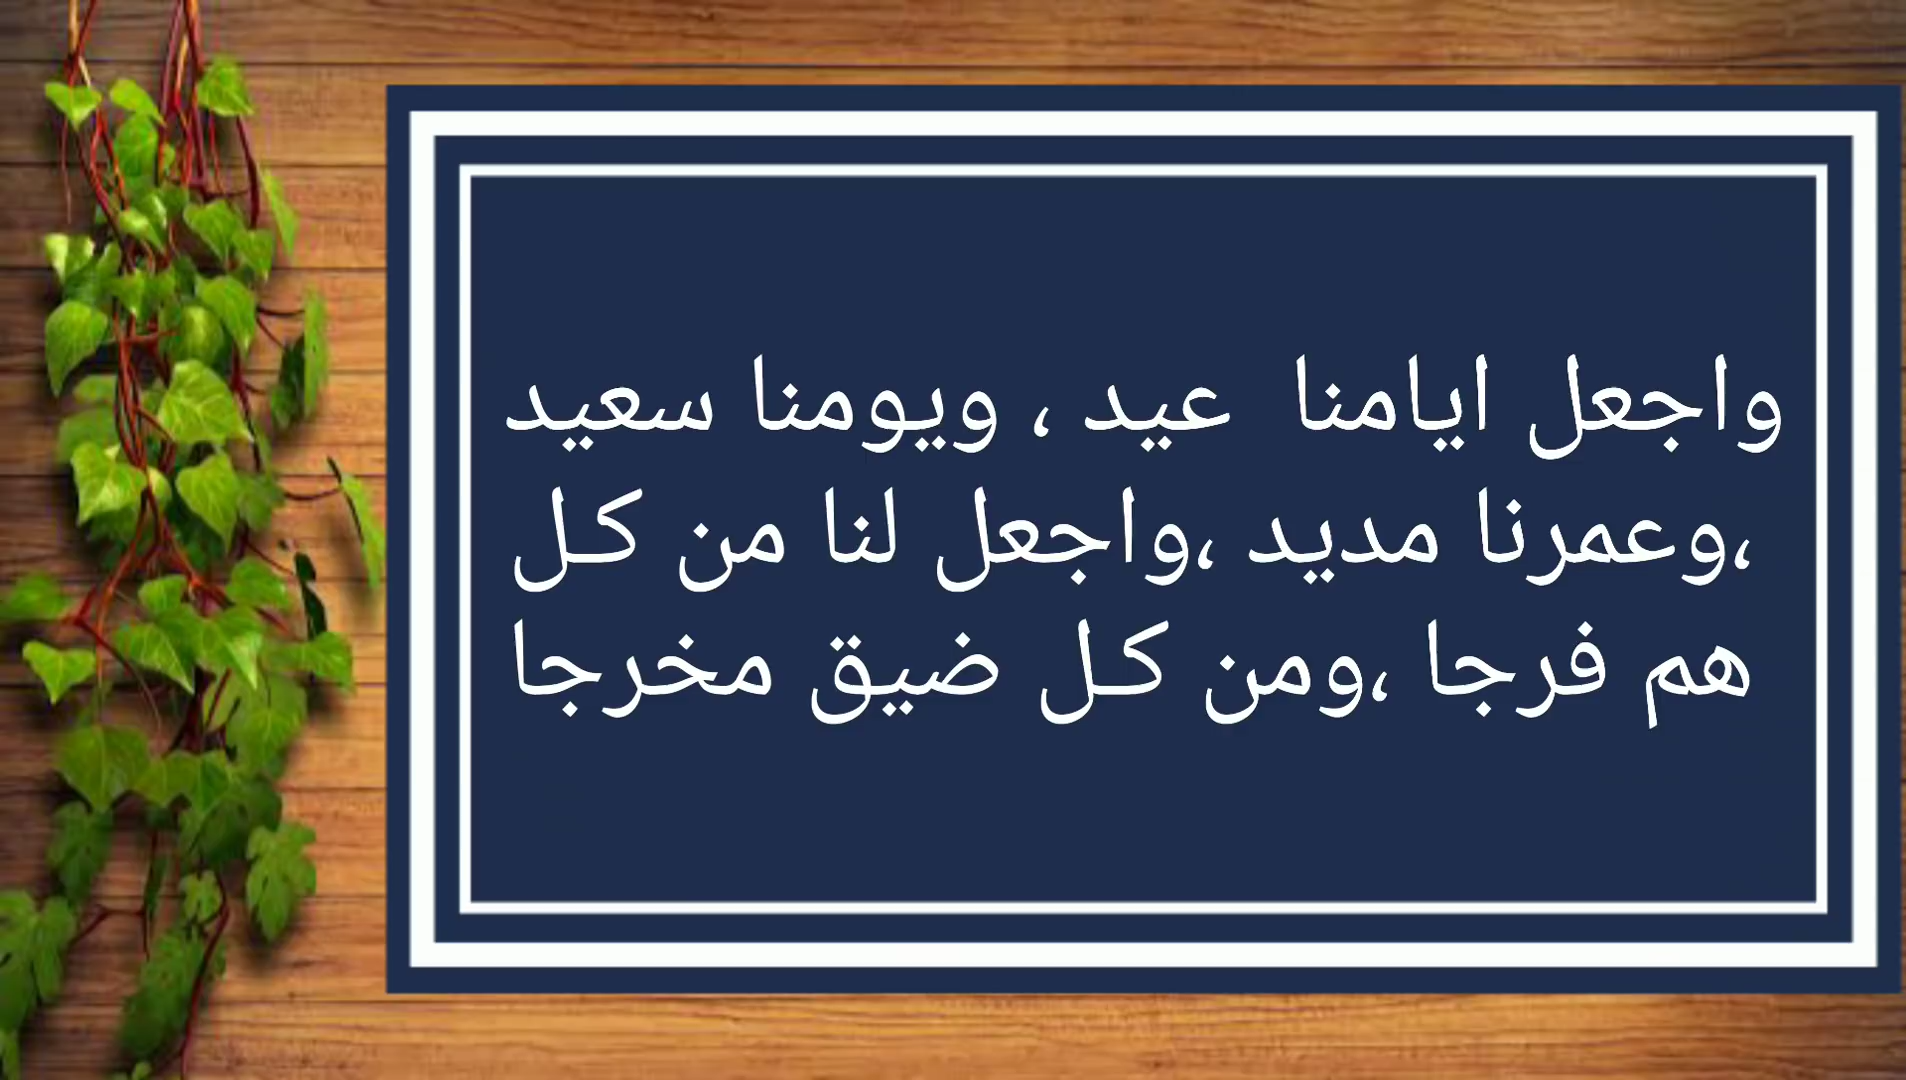 واجعل ايامنا  عيد ، ويومنا سعيد
،وعمرنا مديد ،واجعل لنا من كل
هم فرجا ،ومن كل ضيق مخرجا